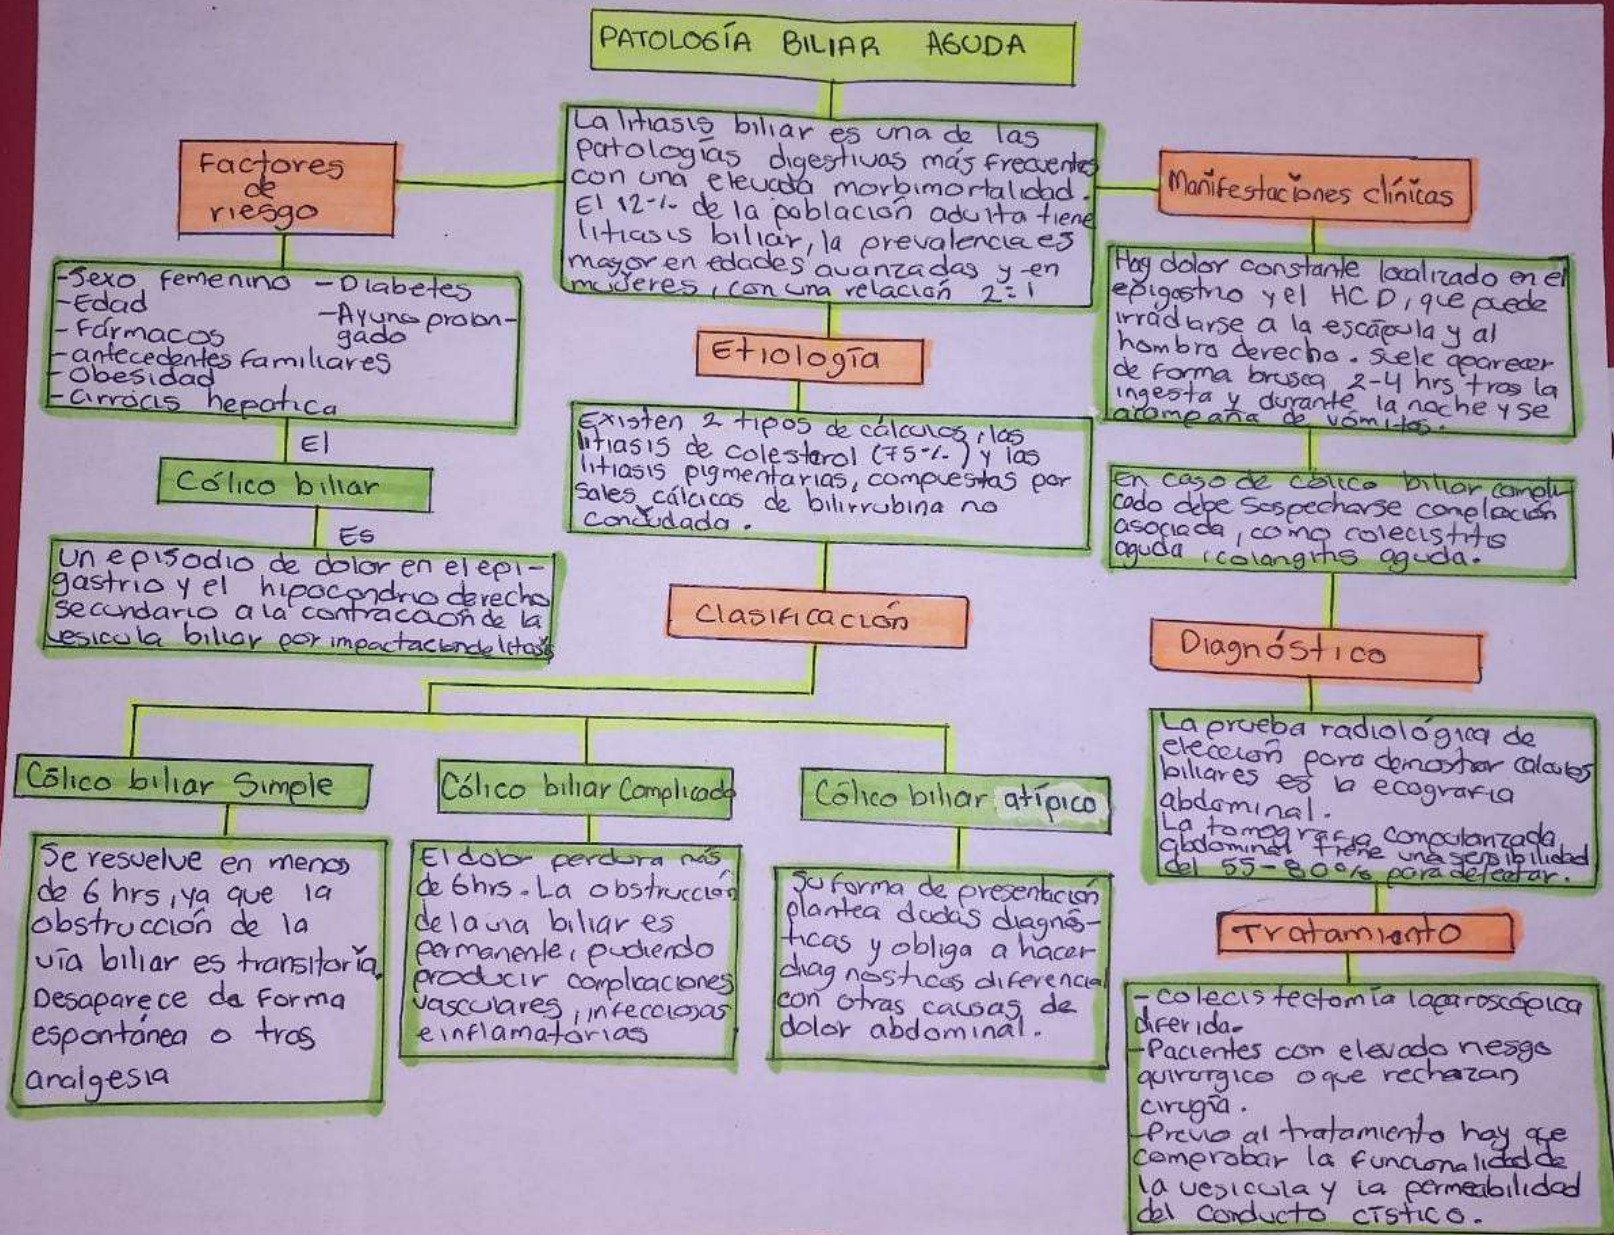 PATOLOGÍA BILIAR AGUDA
La litiasis biliar es una de las
patologías digestivas más frecuentes
con una elevada morbimortalidad.
El 12% de la población adulta tiene
litiasis biliar, la prevalencia es
mayor en edades avanzadas y en
mujeres, con una relación 2:1
Factores
de
riesgo
-Sexo femenino -Diabetes
-Edad
-Ayuno prolon-
-Fármacos
gado
-antecedentes familiares
-Obesidad
-cirrocis hepatica
El
Cólico biliar
Es
un episodio de dolor en el epi-
gastrio y el hipocondrio derecho
secundario a la contracción de la
vesicula biliar por impactacion de litiasis
Etiología
Existen 2 tipos de cálculos, las
litiasis de colesterol (75%) y las
litiasis pigmentarias, compuestas por
sales cálcicas de bilirrubina no
Clasificación
Cólico biliar Simple
Se resuelve en menos
de 6 hrs, ya que la
obstrucción de la
vía biliar es transitoria.
Desaparece de forma
espontánea o tras
analgesia
Cólico biliar Complicado
El dolor perdura más
de 6hrs. La obstrucción
de la via biliar es
permanente, pudiendo
producir complicaciones
vasculares, infecciosas
e inflamatorias
Cólico biliar atípico
Su forma de presentación
plantea dudas diagnós-
ticas y obliga a hacer
diagnosticos diferencial
con otras causas de
dolor abdominal.
Manifestaciones clínicas
Hay dolor constante localizado en el
epigastrio y el HCD, que puede
irradiarse a la escápula y al
hombro derecho. Suele aparecer
de forma brusca, 2-4 hrs tras la
ingesta y durante la noche y se
acompaña de vómitos.
En caso de cólico biliar compli
cado debe sospecharse
asociada, como colecistitis
aguda, colangitis aguda.
Diagnóstico
La prueba radiológica de
elección para demostrar calculos
biliares es la ecografia
abdominal.
La tomografia
abdominal tiene una sensibilidad
del 55-80% para detectar.
Tratamiento
-colecistectomía laparoscópica
diferida.
-Pacientes con elevado riesgo
quirurgico o que rechazan
cirugía.
-Previo al tratamiento hay que
comprobar la funcionalidad de
la vesicula y la permeabilidad
del conducto cístico.